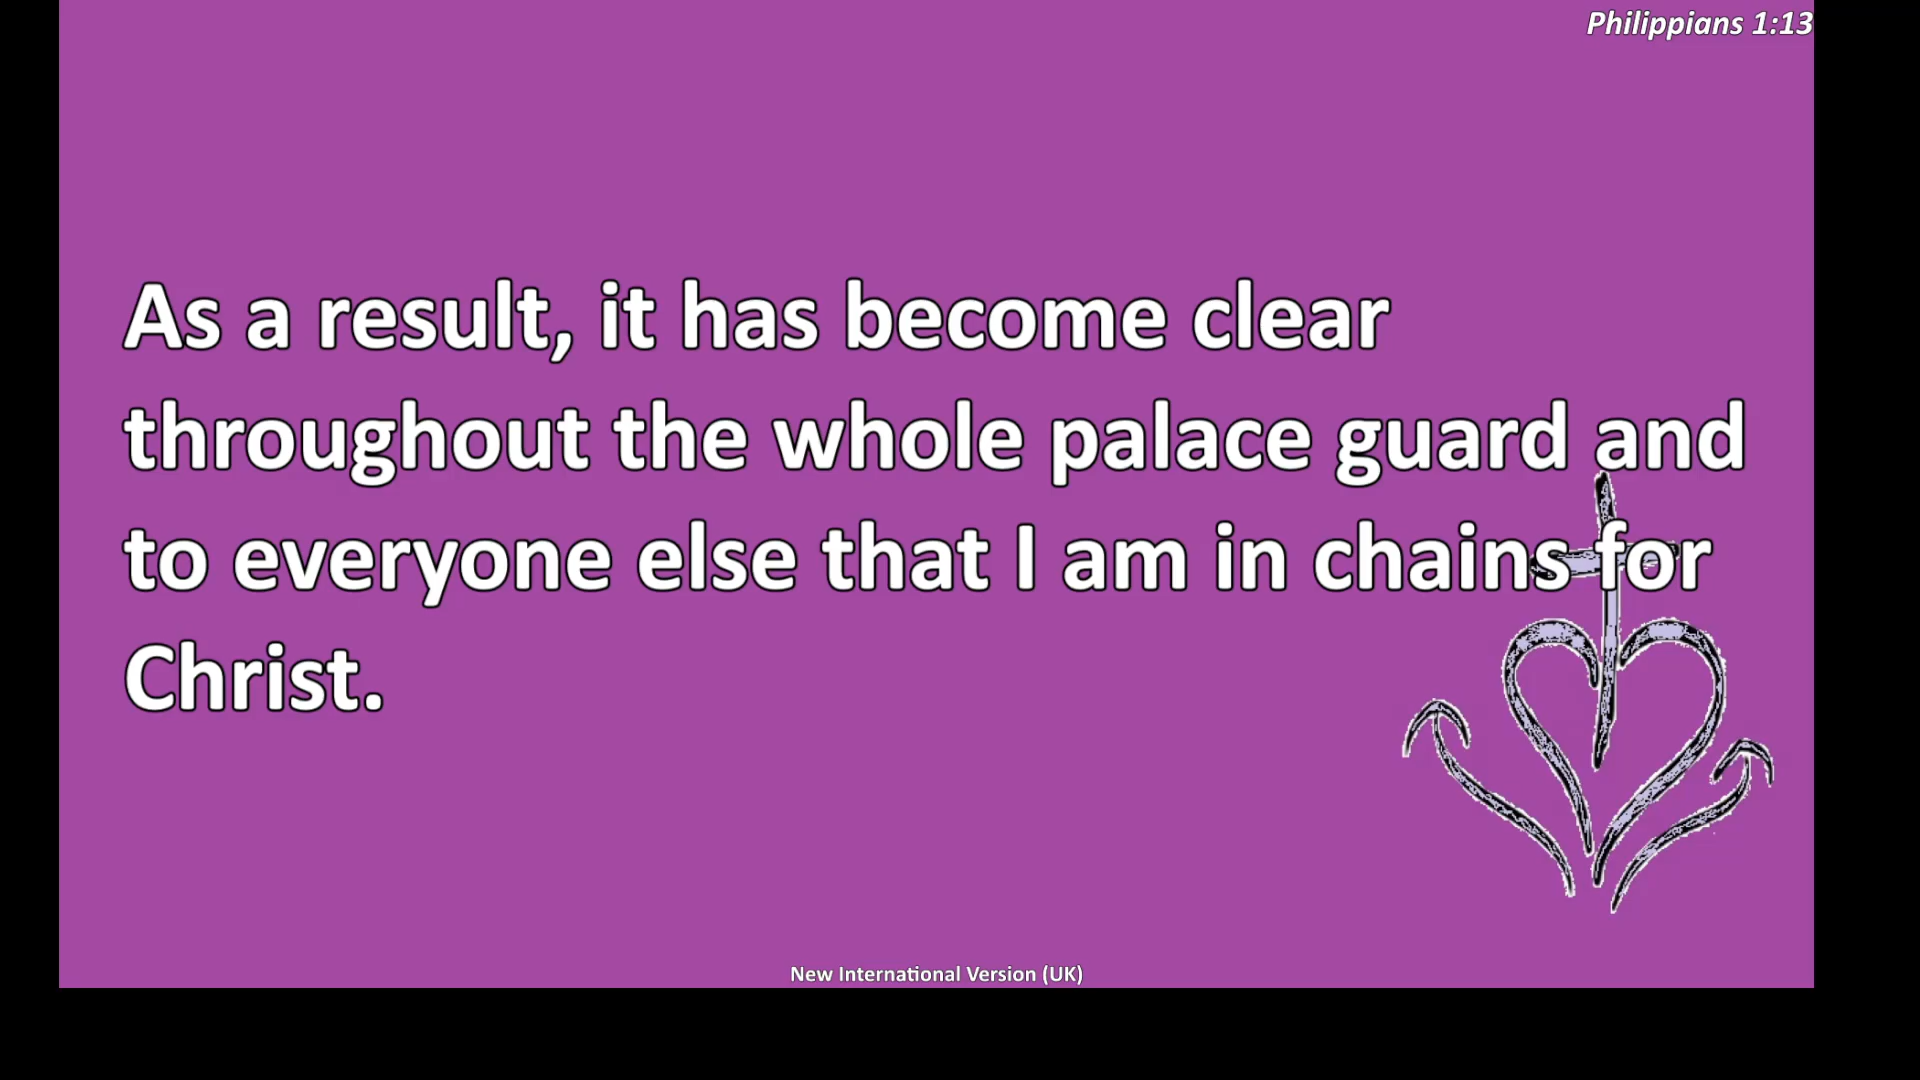 Philippians 1:13
As a result, it has become clear
throughout the whole palace guard and
to everyone else that I am in chains for
Christ.
New International Version (UK)